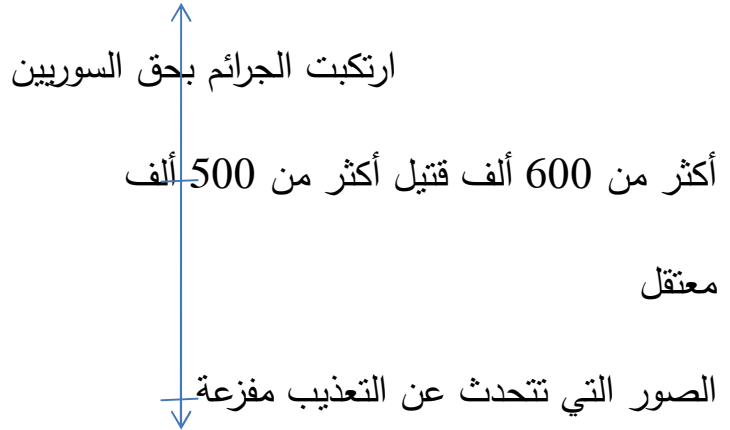 ارتكبت الجرائم بحق السوريين
أكثر من 600 ألف قتيل أكثر من 500 ألف
معتقل
الصور التي تتحدث عن التعذيب مفزعة